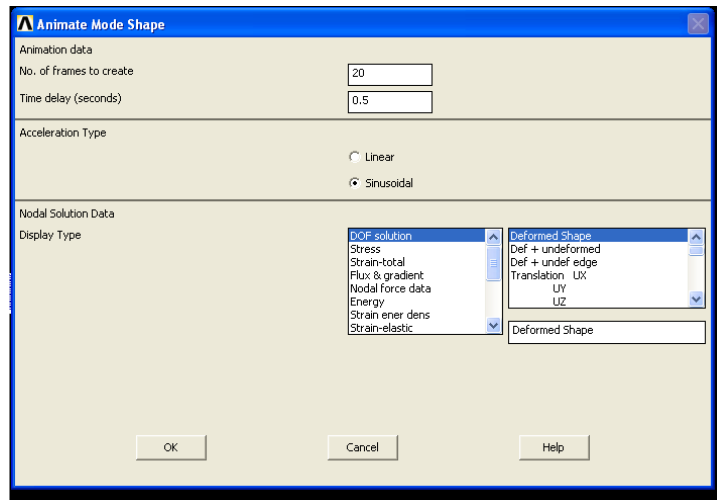 Animate Mode Shape
Animation data
No. of frames to create
20
Time delay (seconds)
0.5
Acceleration Type
Linear
Sinusoidal
Nodal Solution Data
Display Type
DOF solution
Stress
Strain-total
Flux & gradient
Nodal force data
Energy
Strain ener dens
Strain-elastic
Deformed Shape
Def + undeformed
Def + undef edge
Translation UX
UY
UZ
Deformed Shape
OK
Cancel
Help